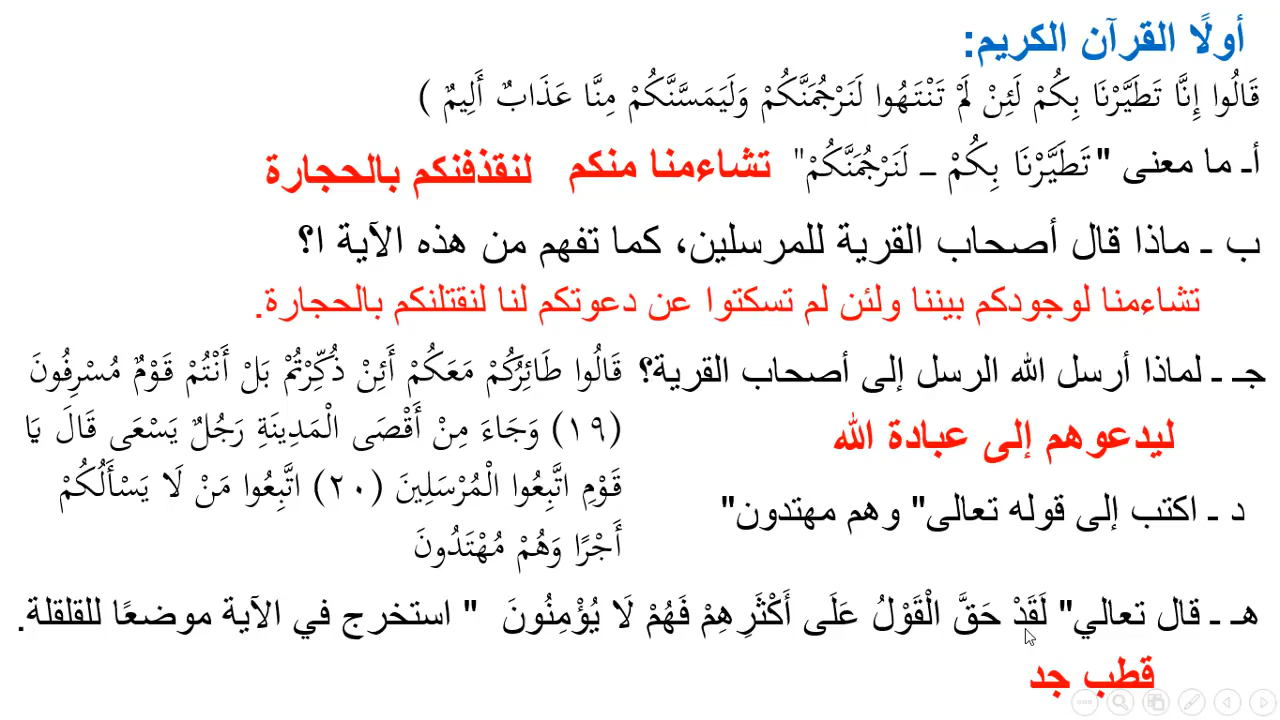 أولًا القرآن الكريم:
قَالُوا إِنَّا تَطَيَّرْنَا بِكُمْ لَئِنْ لَمْ تَنْتَهُوا لَنَرْجُمَنَّكُمْ وَلَيَمَسَّنَّكُمْ مِنَّا عَذَابٌ أَلِيمٌ )
أـ ما معنى "تَطَيَّرْنَا بِكُمْ – لَنَرْجُمَنَّكُمْ" تشاءمنا منكم لنقذفنكم بالحجارة
ب ـ ماذا قال أصحاب القرية للمرسلين، كما تفهم من هذه الآية ا؟
تشاءمنا لوجودكم بيننا ولئن لم تسكتوا عن دعوتكم لنا لنقتلنكم بالحجارة.
جـ ـ لماذا أرسل الله الرسل إلى أصحاب القرية؟
ليدعوهم إلى عبادة الله
د ـ اكتب إلى قوله تعالى" وهم مهتدون"
قَالُوا طَائِرُكُمْ مَعَكُمْ أَئِنْ ذُكِّرْتُمْ بَلْ أَنْتُمْ قَوْمٌ مُسْرِفُونَ
(١٩) وَجَاءَ مِنْ أَقْصَى الْمَدِينَةِ رَجُلٌ يَسْعَى قَالَ يَا
قَوْمِ اتَّبِعُوا الْمُرْسَلِينَ (٢٠) اتَّبِعُوا مَنْ لَا يَسْأَلُكُمْ
أَجْرًا وَهُمْ مُهْتَدُونَ
هـ ـ قال تعالي" لَقَدْ حَقَّ الْقَوْلُ عَلَى أَكْثَرِهِمْ فَهُمْ لَا يُؤْمِنُونَ " استخرج في الآية موضعًا للقلقلة.
قطب جد